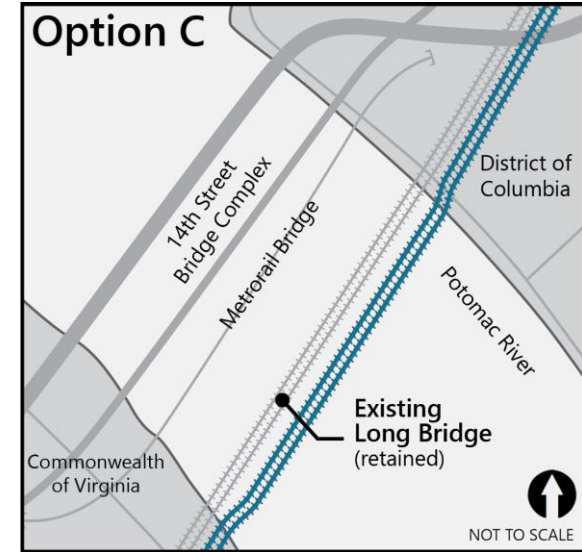 Option C
14th Street
Bridge Complex
Metrorail Bridge
District of
Columbia
Potomac River
Existing
Long Bridge
(retained)
Commonwealth
of Virginia
NOT TO SCALE